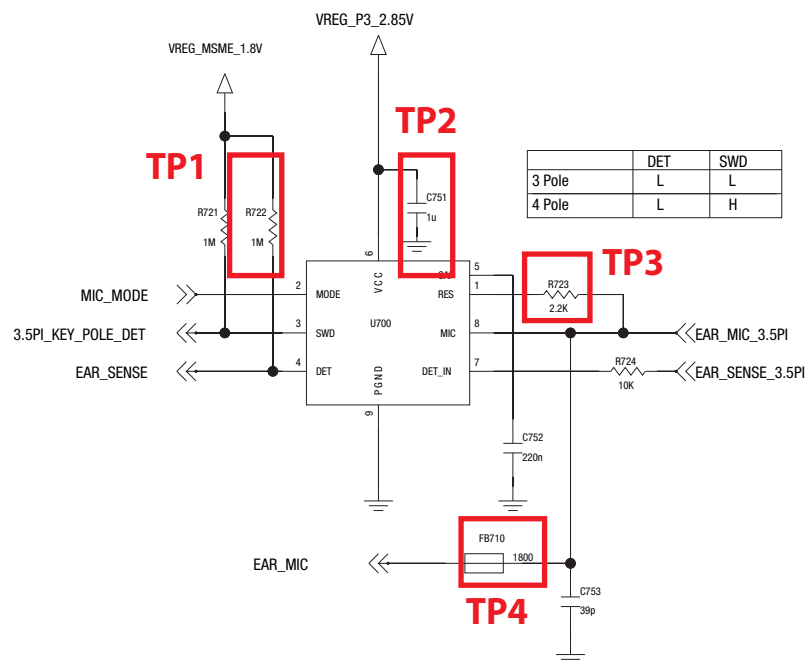 VREG_P3_2.85V
VREG_MSME_1.8V
TP2
TP1
DET SWD
3 Pole L L
4 Pole L H
C751
1u
R721
1M
R722
1M
TP3
6
VCC
5
R723
2.2K
MIC_MODE
2
MODE
RES
1
U700
3.5PI_KEY_POLE_DET
3
SWD
MIC
8
EAR_MIC_3.5PI
EAR_SENSE
4
DET
DET_IN
7
R724
10K
EAR_SENSE_3.5PI
PGND
9
C752
220n
FB710
1800
EAR_MIC
TP4
C753
39p